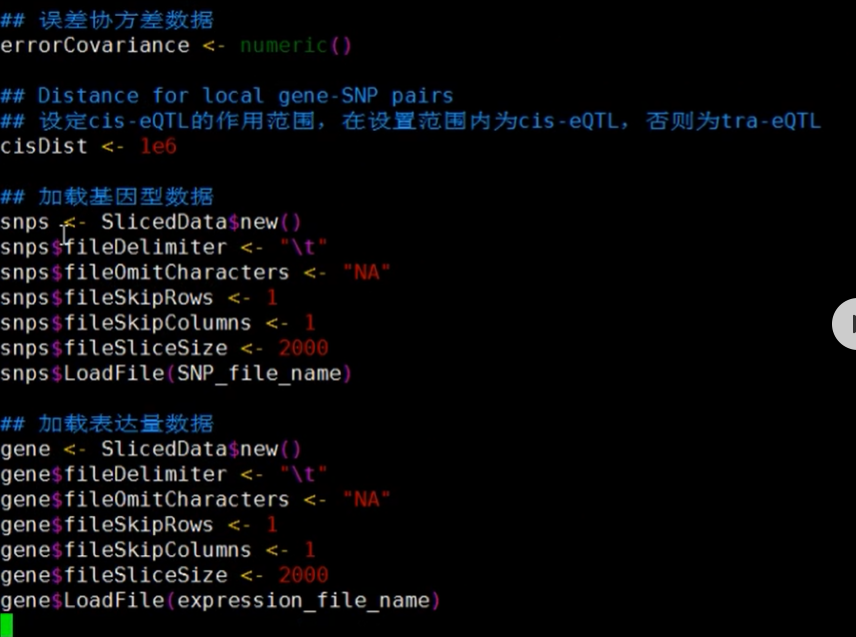 ## 误差协方差数据
errorCovariance <- numeric()
## Distance for local gene-SNP pairs
## 设定cis-eQTL的作用范围，在设置范围内为cis-eQTL，否则为tra-eQTL
cisDist <- 1e6
## 加载基因型数据
snps <- SlicedData$new()
snps$fileDelimiter <- "\t"
snps$fileOmitCharacters <- "NA"
snps$fileSkipRows <- 1
snps$fileSkipColumns <- 1
snps$fileSliceSize <- 2000
snps$LoadFile(SNP_file_name)
## 加载表达量数据
gene <- SlicedData$new()
gene$fileDelimiter <- "\t"
gene$fileOmitCharacters <- "NA"
gene$fileSkipRows <- 1
gene$fileSkipColumns <- 1
gene$fileSliceSize <- 2000
gene$LoadFile(expression_file_name)